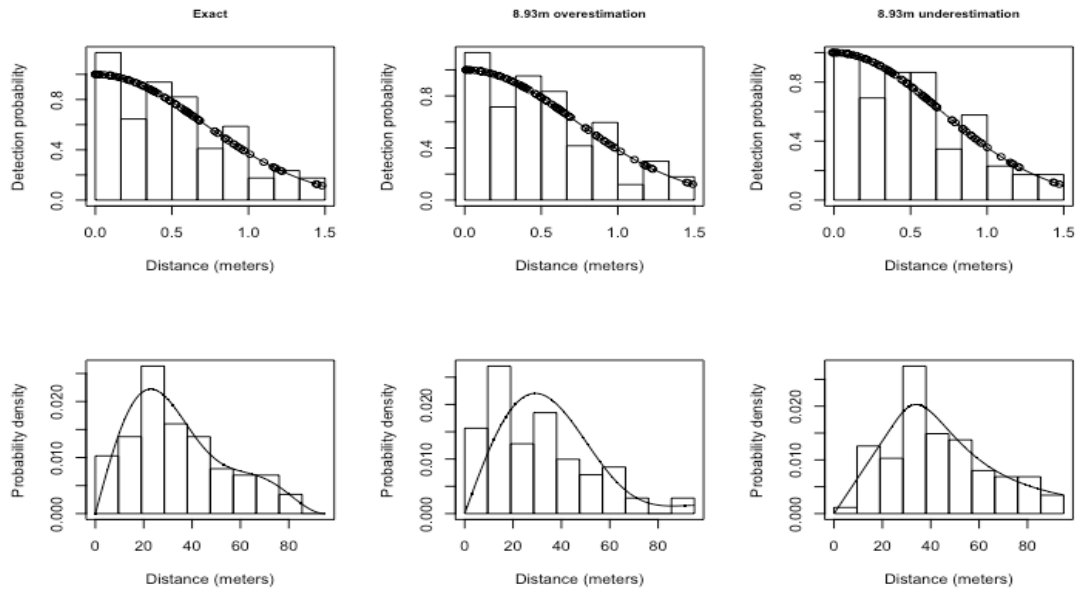 Exact
8.93m overestimation
8.93m underestimation
Detection probability
0.0 0.4 0.8
0.0 0.5 1.0 1.5
Distance (meters)
Detection probability
0.0 0.4 0.8
0.0 0.5 1.0 1.5
Distance (meters)
Detection probability
0.0 0.4 0.8
0.0 0.5 1.0 1.5
Distance (meters)
Probability density
0.000 0.010 0.020
0 20 40 60 80
Distance (meters)
Probability density
0.000 0.010 0.020
0 20 40 60 80
Distance (meters)
Probability density
0.000 0.010 0.020
0 20 40 60 80
Distance (meters)